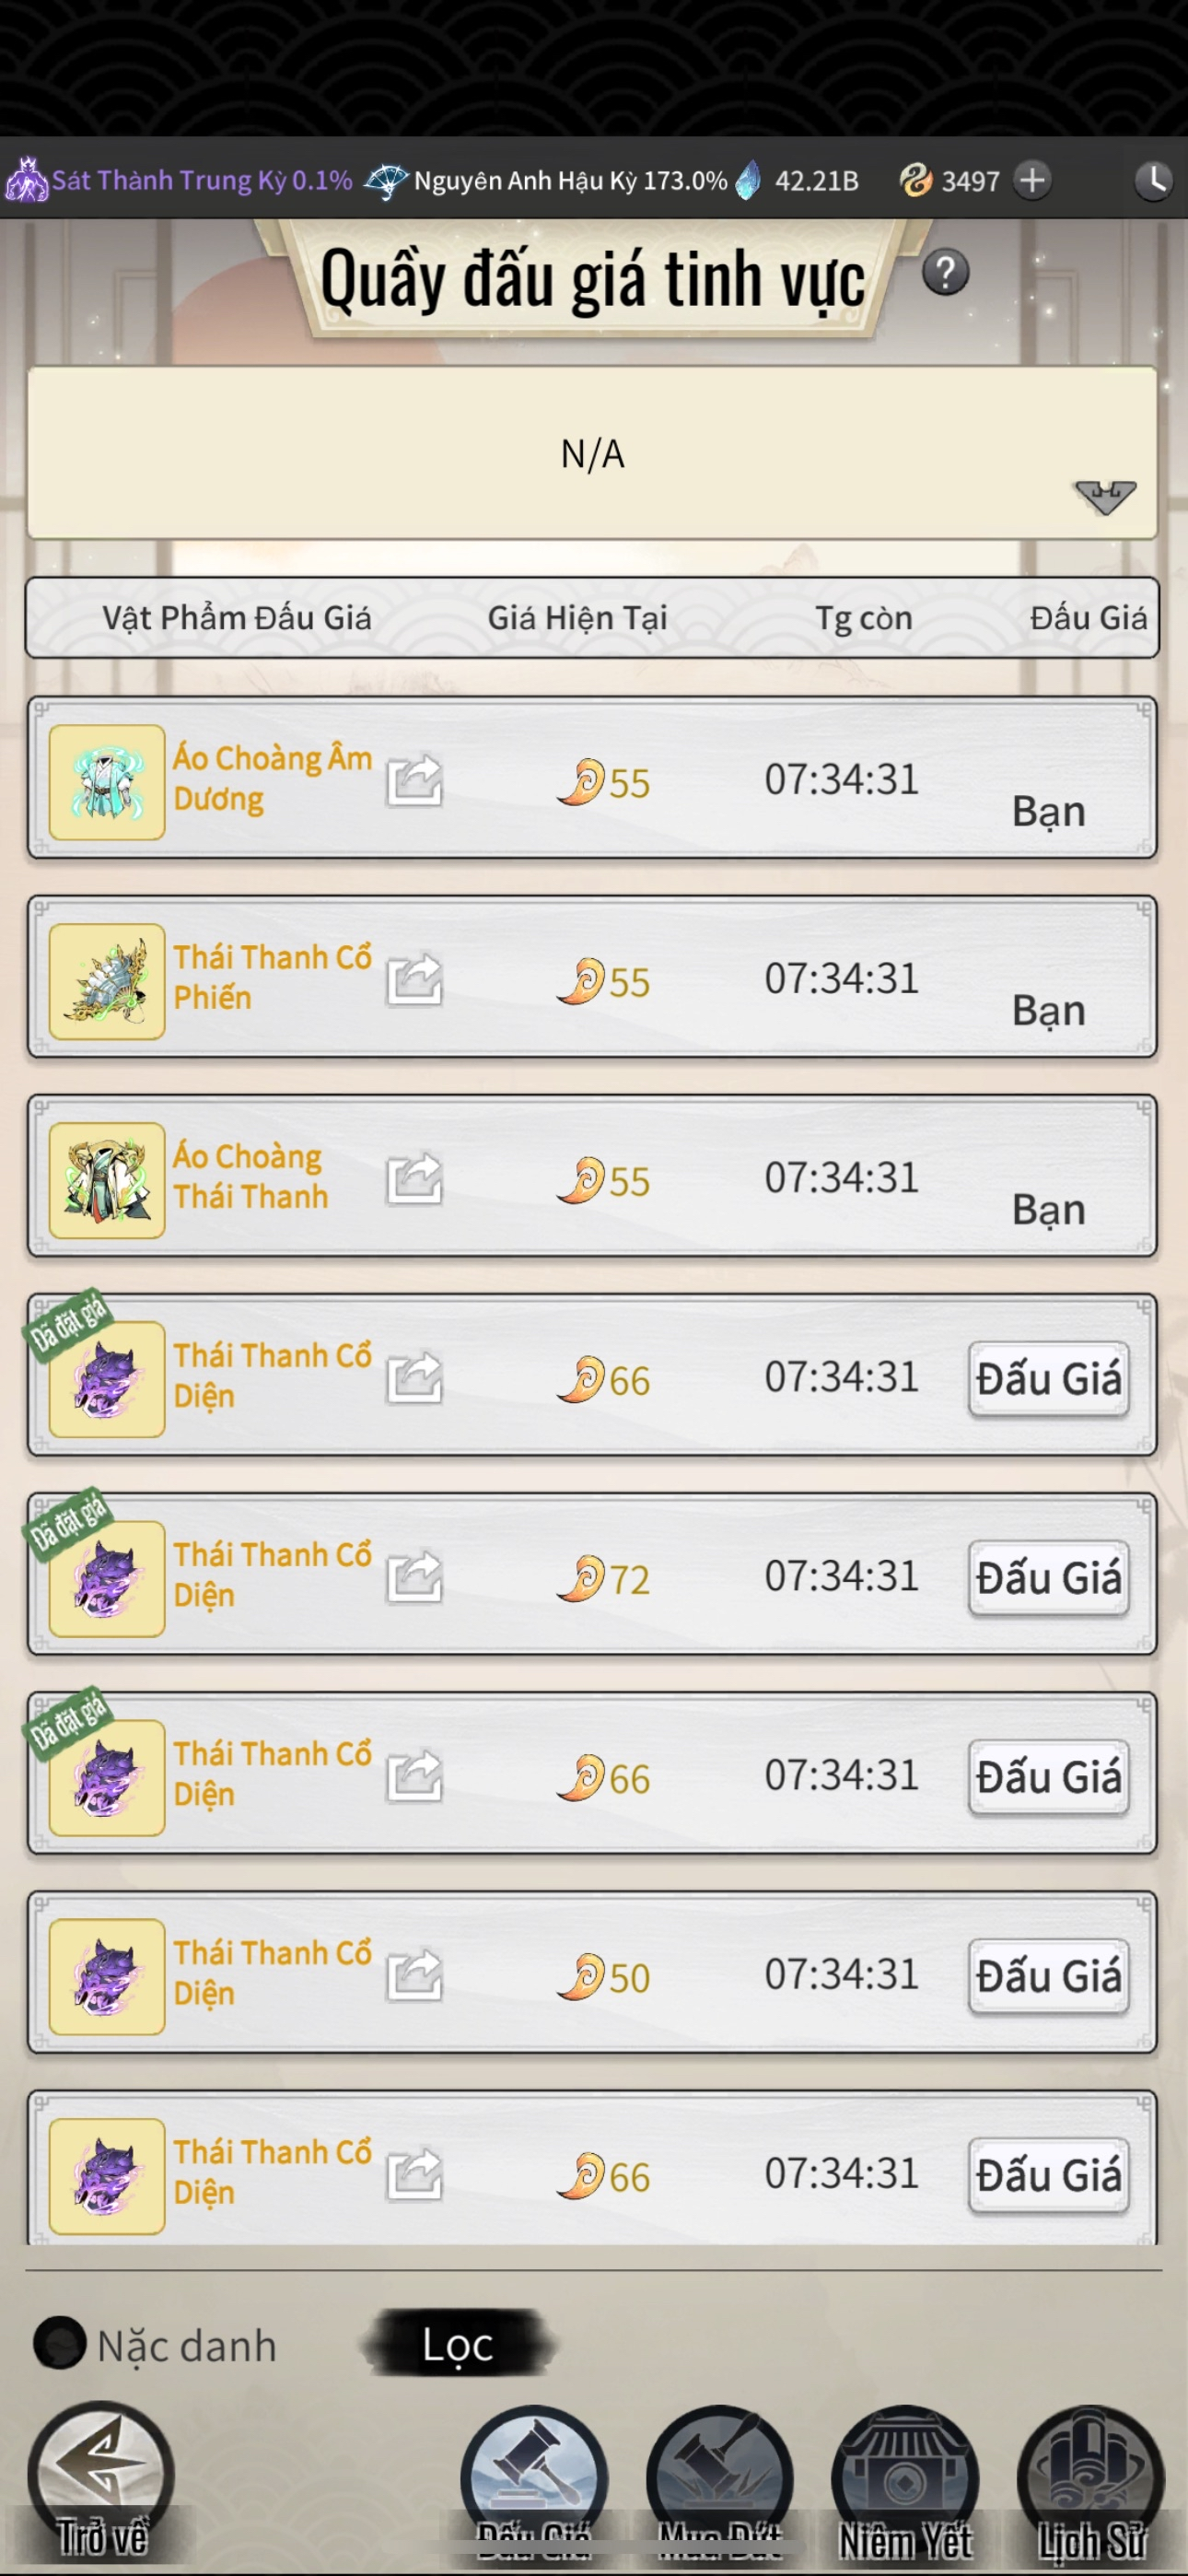 Sát Thành Trung Kỳ 0.1% Nguyên Anh Hậu Kỳ 173.0% 42.21B 3497
Quầy đấu giá tinh vực ?
N/A
Vật Phẩm Đấu Giá Giá Hiện Tại Tg còn Đấu Giá
Áo Choàng Âm
Dương
55 07:34:31 Bạn
Thái Thanh Cổ
Phiến
55 07:34:31 Bạn
Áo Choàng
Thái Thanh
55 07:34:31 Bạn
Đã đặt giá
Thái Thanh Cổ
Diện
66 07:34:31 Đấu Giá
Đã đặt giá
Thái Thanh Cổ
Diện
72 07:34:31 Đấu Giá
Đã đặt giá
Thái Thanh Cổ
Diện
66 07:34:31 Đấu Giá
Thái Thanh Cổ
Diện
50 07:34:31 Đấu Giá
Thái Thanh Cổ
Diện
66 07:34:31 Đấu Giá
Nặc danh Lọc
Trở về Đấu Giá Mua Đứt Niêm Yết Lịch Sử